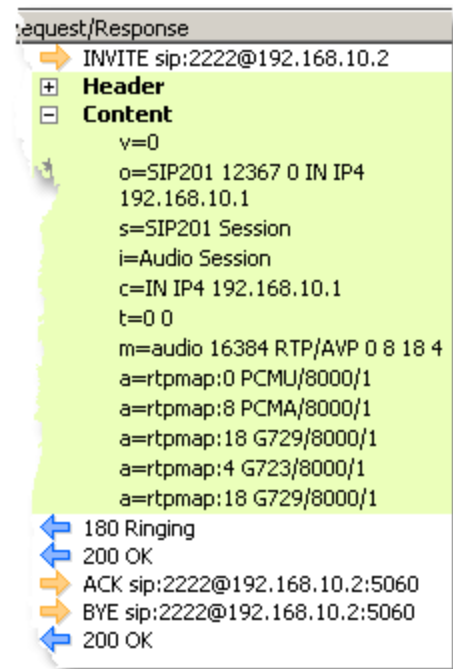 equest/Response
INVITE sip:2222@192.168.10.2
Header
Content
v=0
o=SIP201 12367 0 IN IP4
192.168.10.1
s=SIP201 Session
i=Audio Session
c=IN IP4 192.168.10.1
t=0 0
m=audio 16384 RTP/AVP 0 8 18 4
a=rtpmap:0 PCMU/8000/1
a=rtpmap:8 PCMA/8000/1
a=rtpmap:18 G729/8000/1
a=rtpmap:4 G723/8000/1
a=rtpmap:18 G729/8000/1
180 Ringing
200 OK
ACK sip:2222@192.168.10.2:5060
BYE sip:2222@192.168.10.2:5060
200 OK